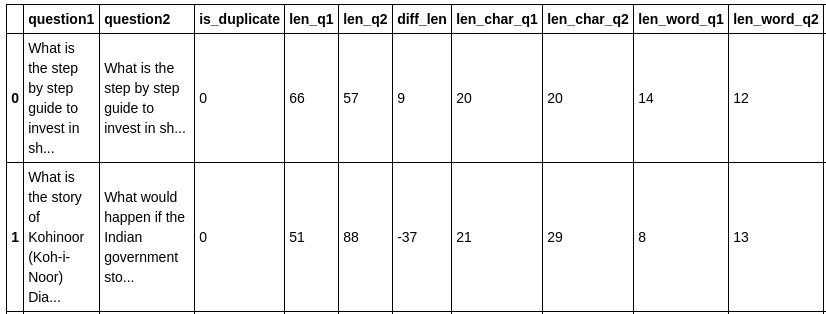 question1 question2 is_duplicate len_q1 len_q2 diff_len len_char_q1 len_char_q2 len_word_q1 len_word_q2
0 What is the step by step guide to invest in sh... What is the step by step guide to invest in sh... 0 66 57 9 20 20 14 12
1 What is the story of Kohinoor (Koh-i-Noor) Dia... What would happen if the Indian government sto... 0 51 88 -37 21 29 8 13